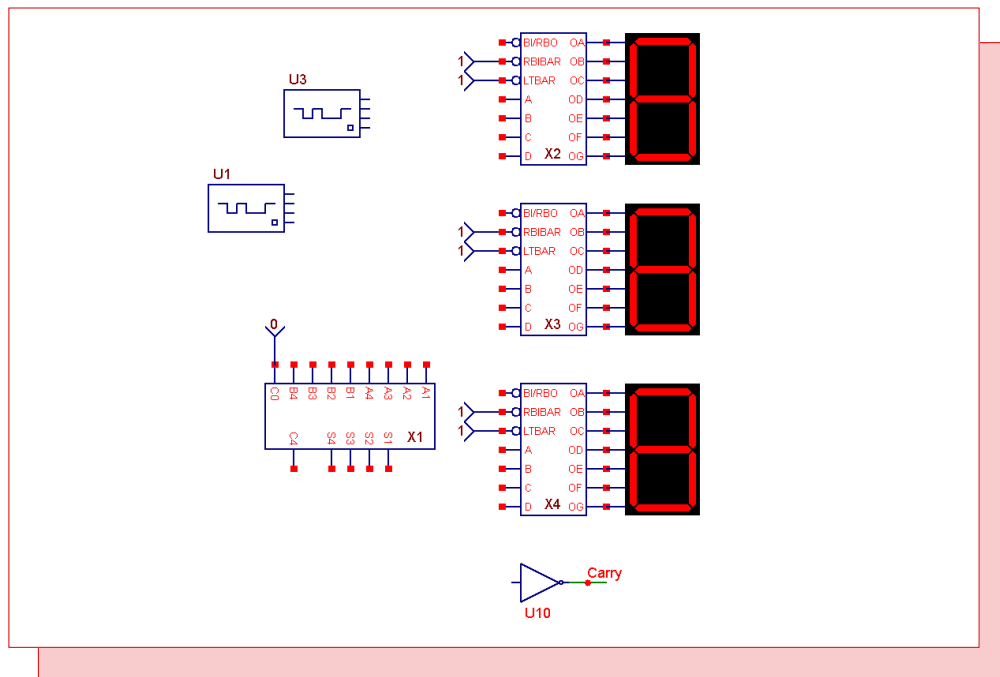 U3
U1
1 BI/RBO OA
1 RBIBAR OB
LTBAR OC
A OD
B OE
C OF
D OG
X2
1 BI/RBO OA
1 RBIBAR OB
LTBAR OC
A OD
B OE
C OF
D OG
X3
0
C0 B4 B3 B2 B1 A4 A3 A2 A1
C4 S4 S3 S2 S1 X1
1 BI/RBO OA
1 RBIBAR OB
LTBAR OC
A OD
B OE
C OF
D OG
X4
Carry
U10